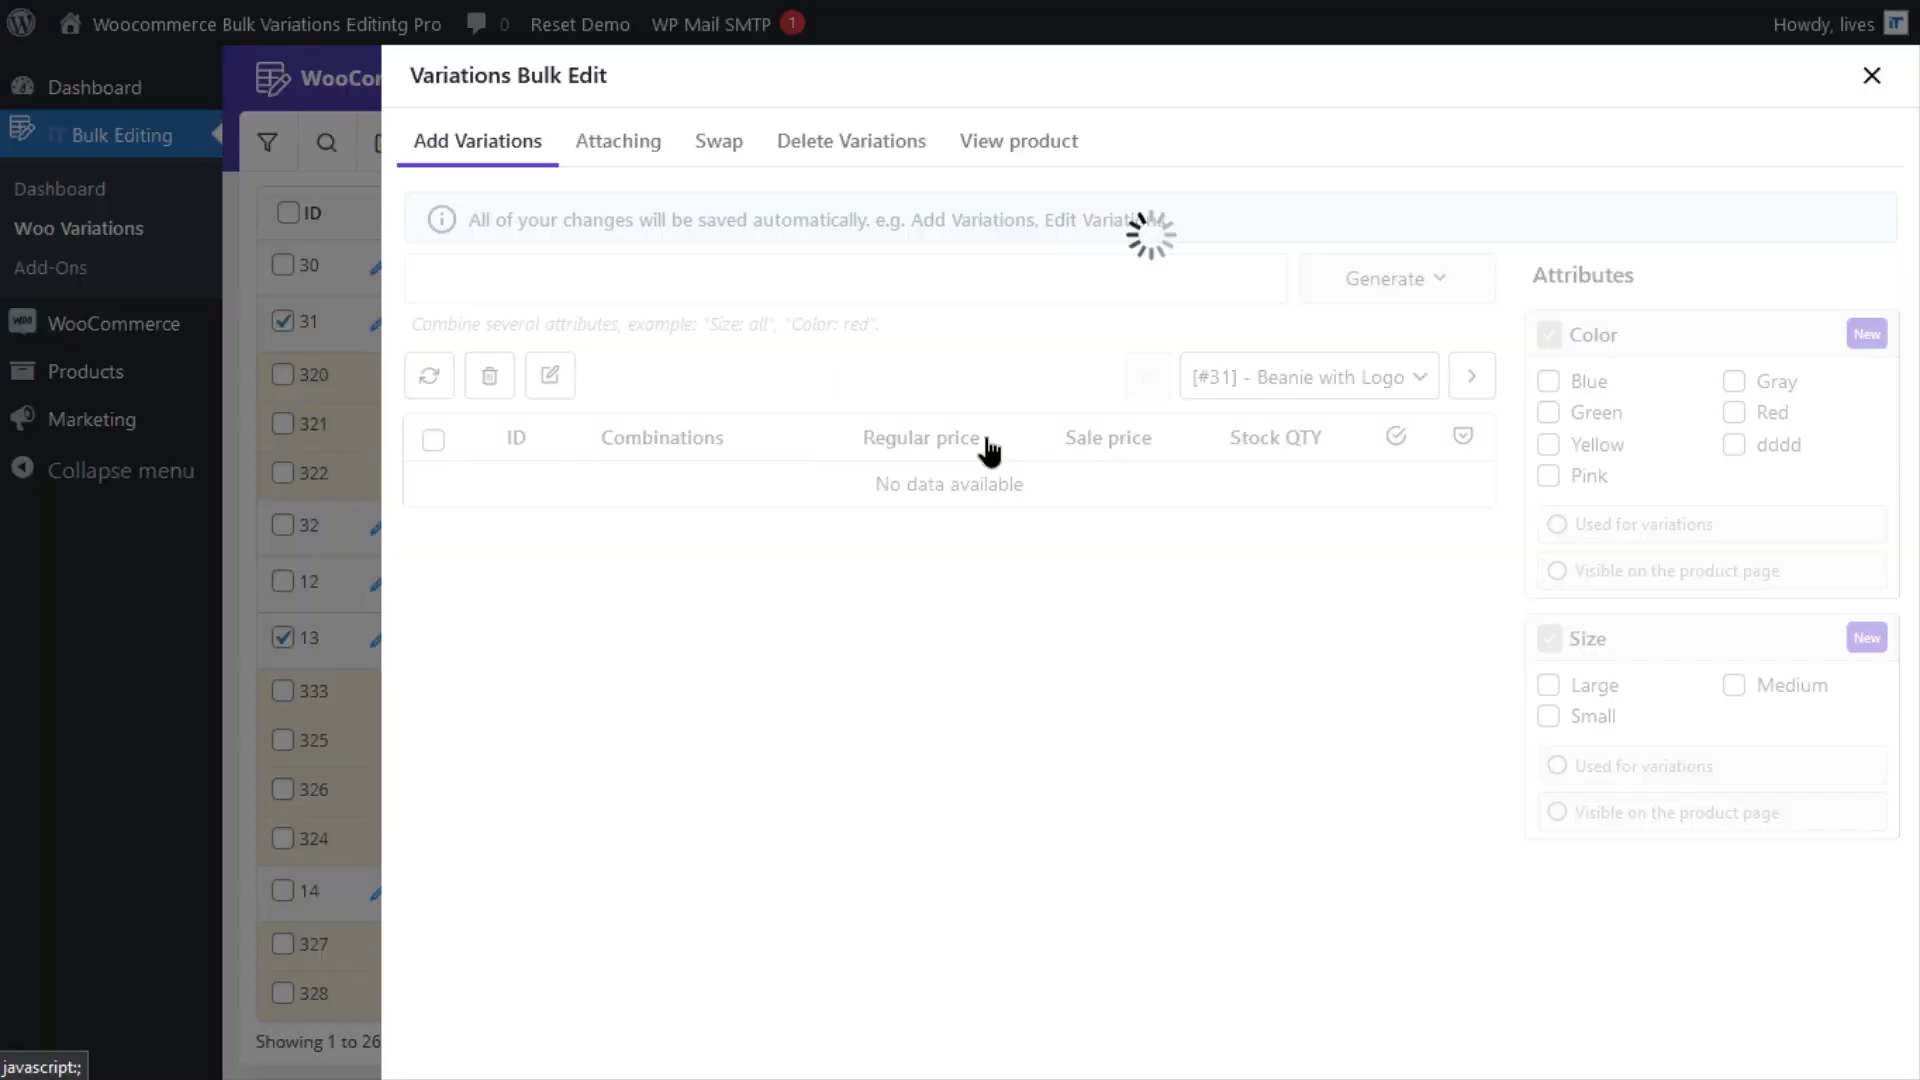 Woocommerce Bulk Variations Editintg Pro
0
Reset Demo
WP Mail SMTP
1
Howdy, lives
iT
Dashboard
Bulk Editing
Dashboard
Woo Variations
Add-Ons
WooCommerce
Products
Marketing
Collapse menu
WooCor
ID
30
31
320
321
322
32
12
13
333
325
326
324
14
327
328
Showing 1 to 26
Variations Bulk Edit
Add Variations
Attaching
Swap
Delete Variations
View product
All of your changes will be saved automatically. e.g. Add Variations, Edit
Generate
Combine several attributes, example: "Size: all", "Color: red".
[#31] - Beanie with Logo
ID
Combinations
Regular price
Sale price
Stock QTY
No data available
Attributes
Color
New
Blue
Gray
Green
Red
Yellow
dddd
Pink
Used for variations
Visible on the product page
Size
New
Large
Medium
Small
Used for variations
Visible on the product page
javascript:;